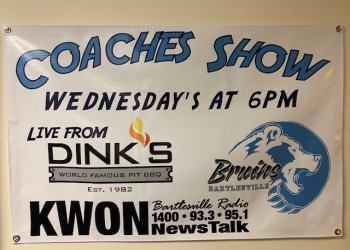 COACHES SHOW
WEDNESDAY'S AT 6PM
LIVE FROM
DINK'S
WORLD FAMOUS PIT BBQ
EST. 1982
Bruins
BARTLESVILLE
KWON
Bartlesville Radio
1400 • 93.3 • 95.1
NewsTalk